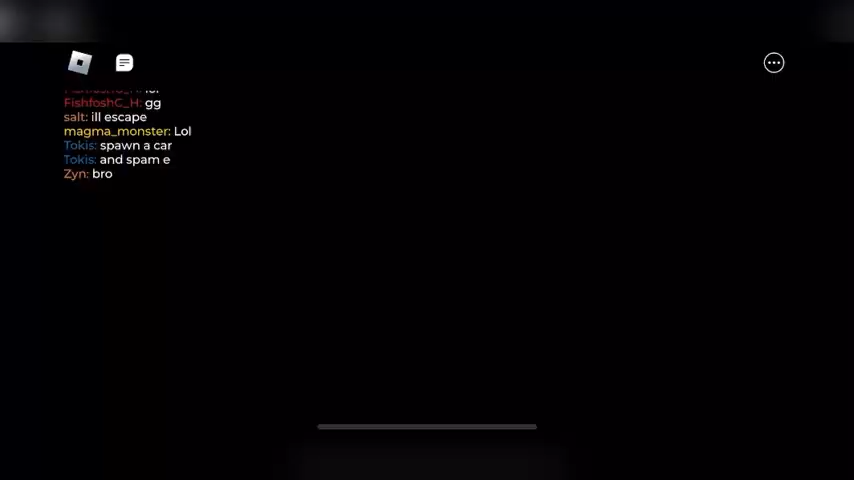 FishfoshC_H: gg
salt: ill escape
magma_monster: Lol
Tokis: spawn a car
Tokis: and spam e
Zyn: bro